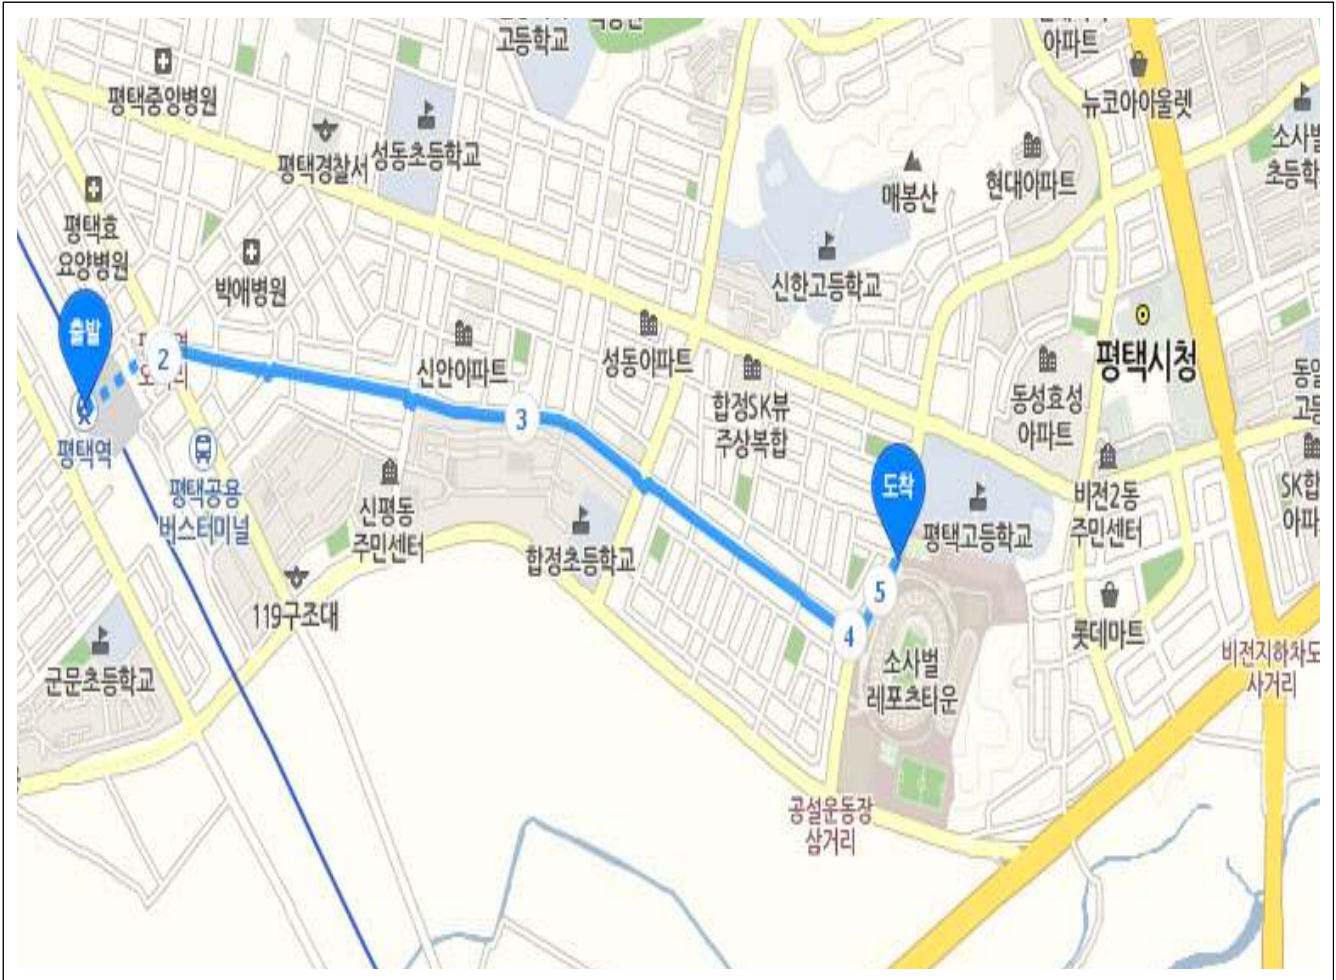 고등학교
아파트
뉴코아아울렛
평택중앙병원
평택경찰서
성동초등학교
소사벌
초등학
매봉산
현대아파트
평택효
요양병원
박애병원
신한고등학교
출발
2
신안아파트
성동아파트
평택시청
합정SK뷰
주상복합
동성효성
아파트
3
평택역
평택공용
버스터미널
신평동
주민센터
도착
평택고등학교
비전2동
주민센터
SK합
아파
합정초등학교
5
119구조대
4
롯데마트
군문초등학교
소사벌
레포츠타운
비전지하차도
사거리
공설운동장
삼거리